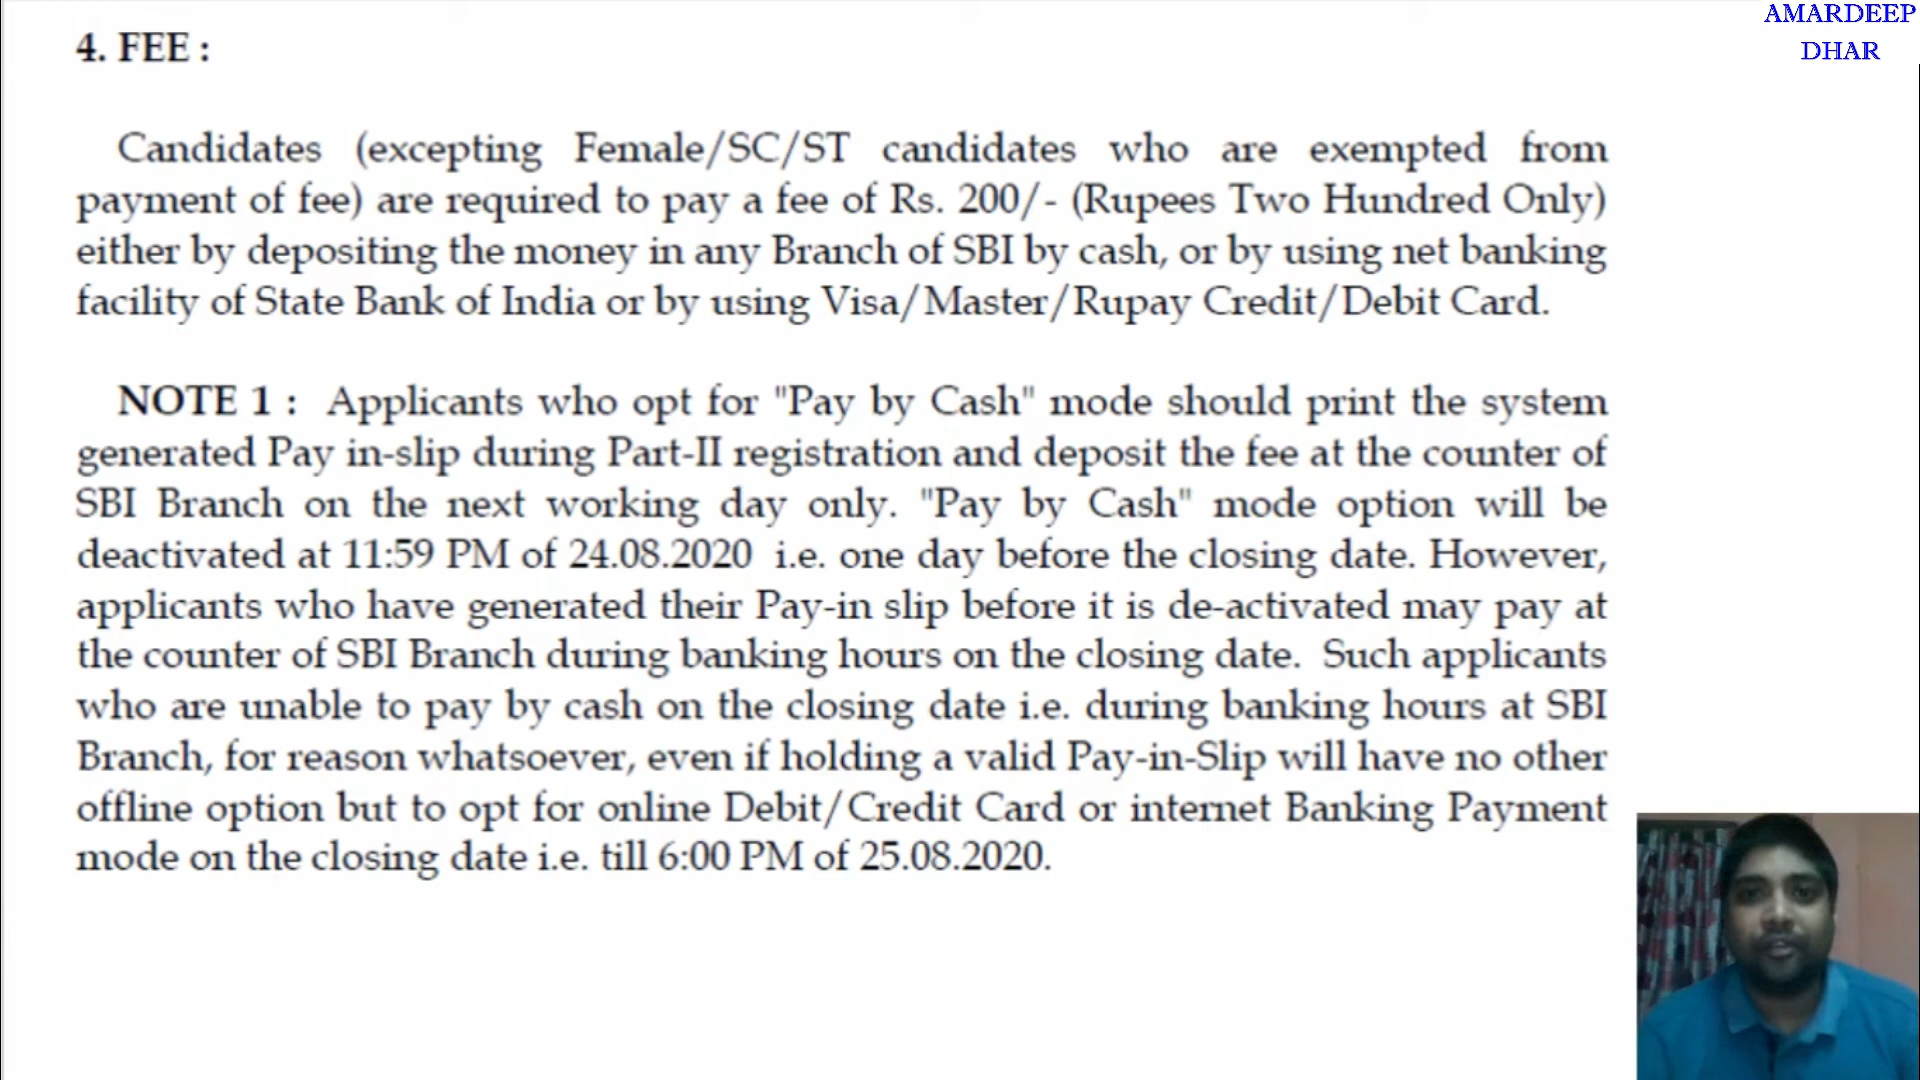 4. FEE :
AMARDEEP
DHAR
Candidates (excepting Female/SC/ST candidates who are exempted from
payment of fee) are required to pay a fee of Rs. 200/- (Rupees Two Hundred Only)
either by depositing the money in any Branch of SBI by cash, or by using net banking
facility of State Bank of India or by using Visa/Master/Rupay Credit/Debit Card.
NOTE 1 : Applicants who opt for "Pay by Cash" mode should print the system
generated Pay in-slip during Part-II registration and deposit the fee at the counter of
SBI Branch on the next working day only. "Pay by Cash" mode option will be
deactivated at 11:59 PM of 24.08.2020 i.e. one day before the closing date. However,
applicants who have generated their Pay-in slip before it is de-activated may pay at
the counter of SBI Branch during banking hours on the closing date. Such applicants
who are unable to pay by cash on the closing date i.e. during banking hours at SBI
Branch, for reason whatsoever, even if holding a valid Pay-in-Slip will have no other
offline option but to opt for online Debit/Credit Card or internet Banking Payment
mode on the closing date i.e. till 6:00 PM of 25.08.2020.